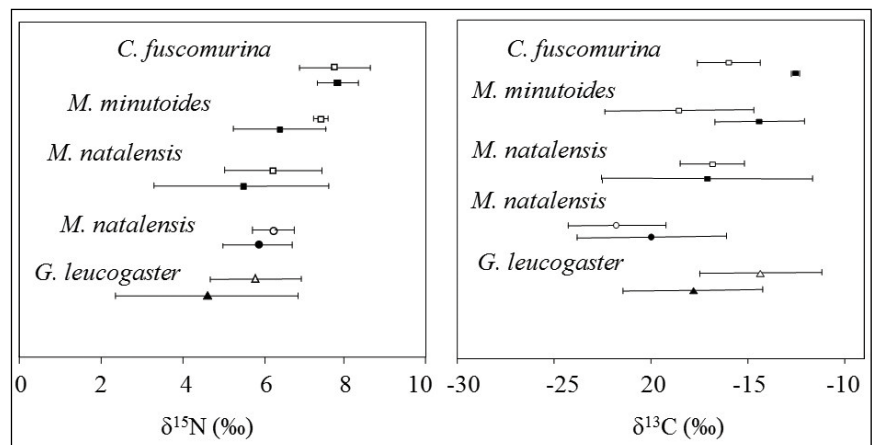 C. fuscomurina
M. minutoides
M. natalensis
M. natalensis
G. leucogaster
0 2 4 6 8 10
δ¹⁵N (‰)
C. fuscomurina
M. minutoides
M. natalensis
M. natalensis
G. leucogaster
-30 -25 20 -15 -10
δ¹³C (‰)